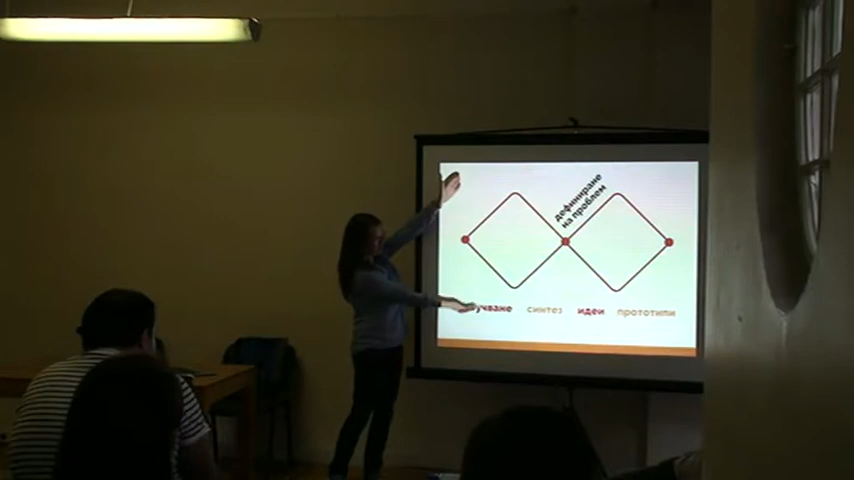 дефиниране
на проблем
синтез идеи прототипи